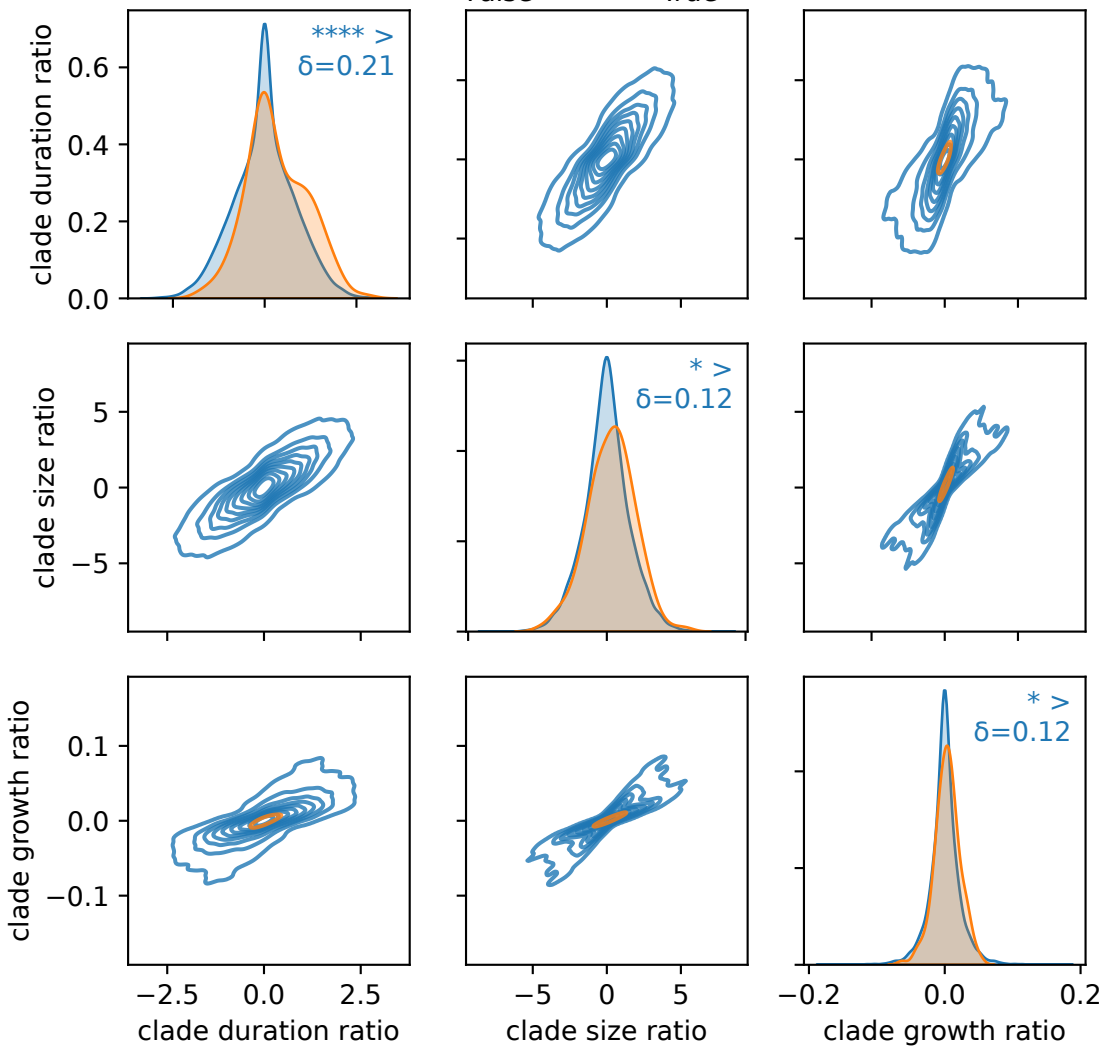 clade duration ratio
0.6
0.4
0.2
0.0
**** >
δ=0.21
clade size ratio
5
0
−5
* >
δ=0.12
clade growth ratio
0.1
0.0
−0.1
* >
δ=0.12
−2.5 0.0 2.5
clade duration ratio
−5 0 5
clade size ratio
−0.2 0.0 0.2
clade growth ratio